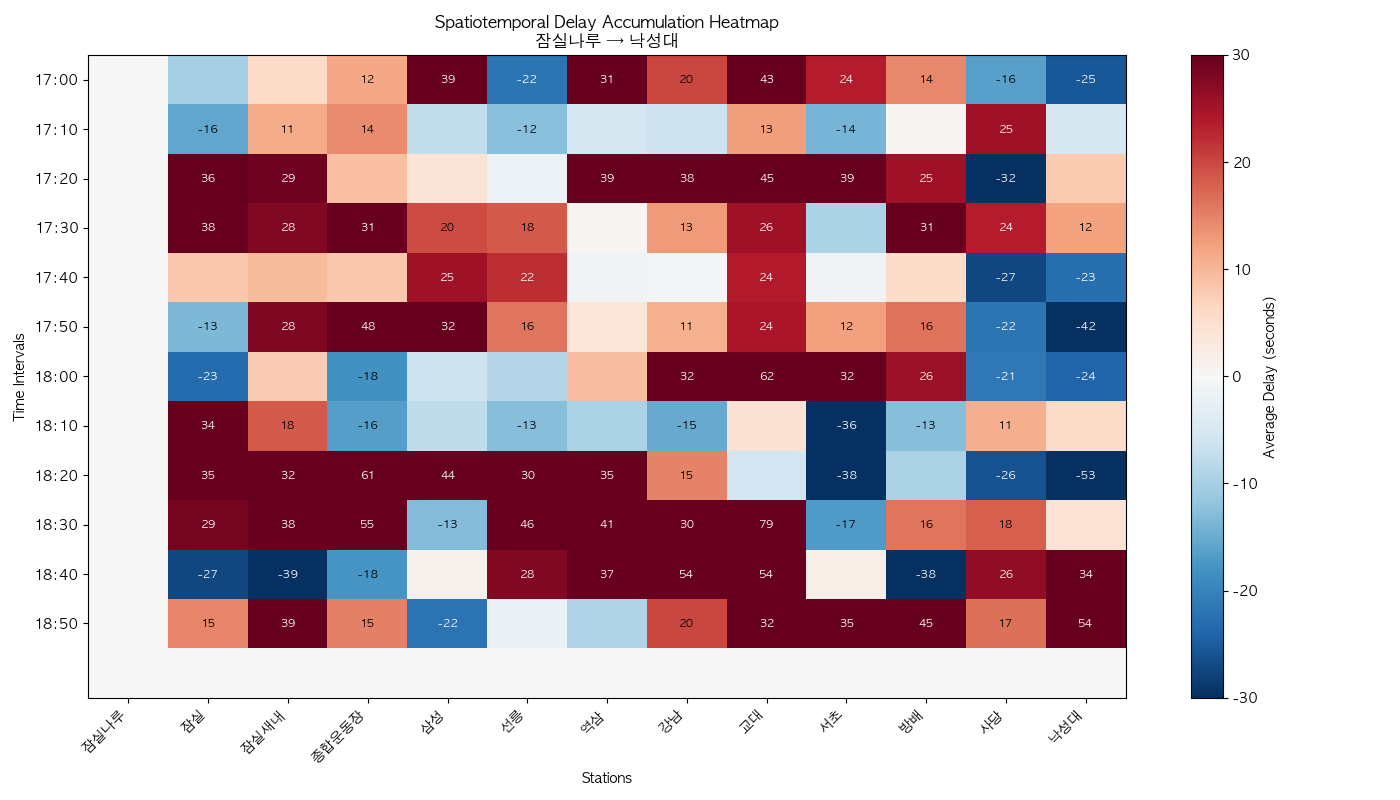 Spatiotemporal Delay Accumulation Heatmap
잠실나루 → 낙성대
17:00 12 39 -22 31 20 43 24 14 -16 -25
17:10 -16 11 14 -12 13 -14 25
17:20 36 29 39 38 45 39 25 -32
17:30 38 28 31 20 18 13 26 31 24 12
17:40 25 22 24 -27 -23
17:50 -13 28 48 32 16 11 24 12 16 -22 -42
18:00 -23 -18 32 62 32 26 -21 -24
18:10 34 18 -16 -13 -15 -36 -13 11
18:20 35 32 61 44 30 35 15 -38 -26 -53
18:30 29 38 55 -13 46 41 30 79 -17 16 18
18:40 -27 -39 -18 28 37 54 54 -38 26 34
18:50 15 39 15 -22 20 32 35 45 17 54
Time Intervals
잠실나루 잠실 잠실새내 종합운동장 삼성 선릉 역삼 강남 교대 서초 방배 사당 낙성대
Stations
30
20
10
0
-10
-20
-30
Average Delay (seconds)